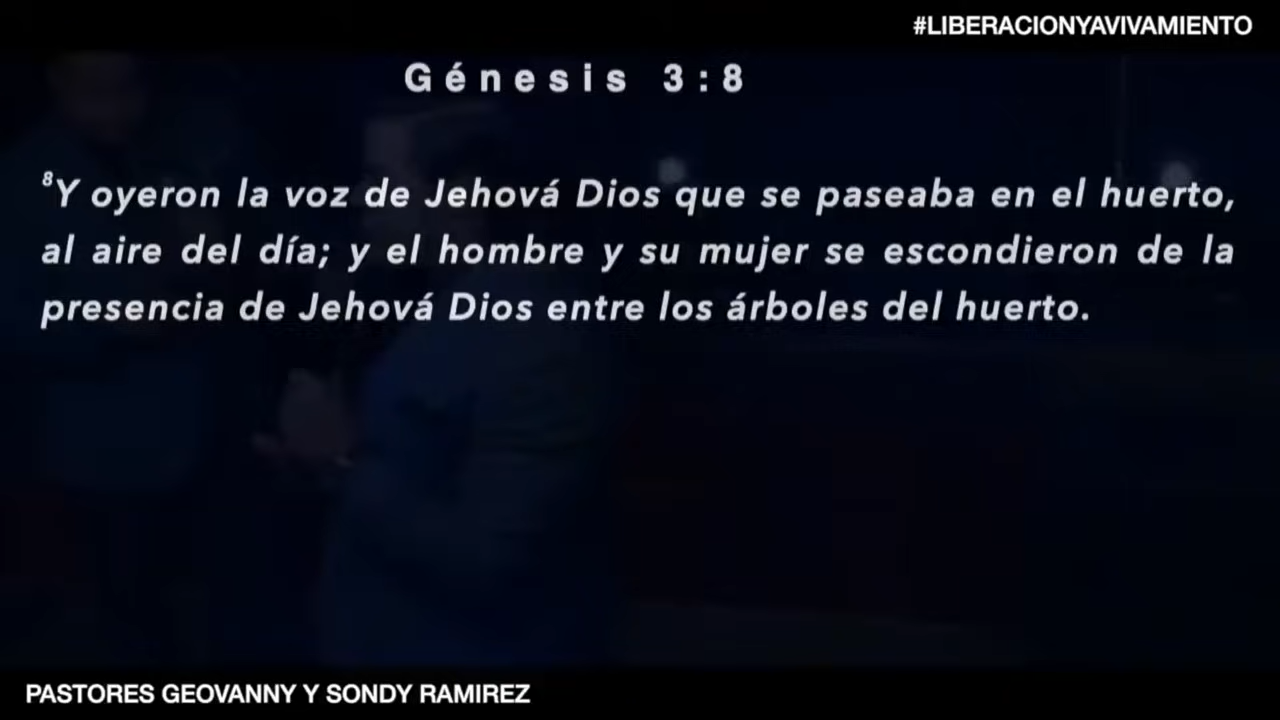 #LIBERACIONYAVIVAMIENTO
Génesis 3:8
⁸Y oyeron la voz de Jehová Dios que se paseaba en el huerto,
al aire del día; y el hombre y su mujer se escondieron de la
presencia de Jehová Dios entre los árboles del huerto.
PASTORES GEOVANNY Y SONDY RAMIREZ